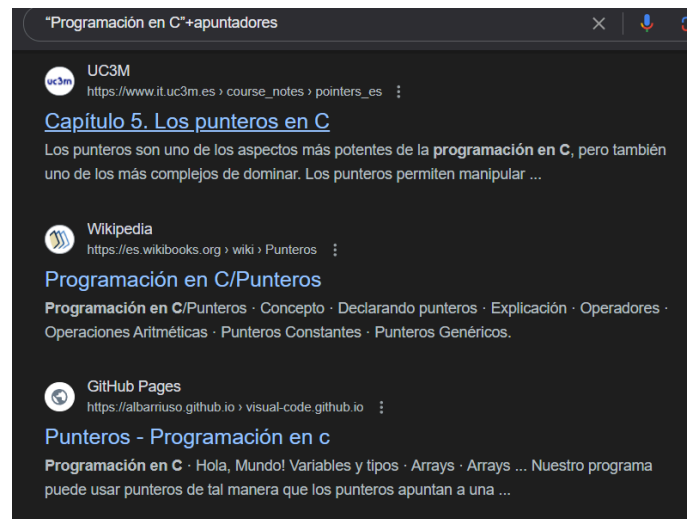 “Programación en C”+apuntadores
uc3m
UC3M
https://www.it.uc3m.es › course_notes › pointers_es
Capítulo 5. Los punteros en C
Los punteros son uno de los aspectos más potentes de la programación en C, pero también
uno de los más complejos de dominar. Los punteros permiten manipular ...
Wikipedia
https://es.wikibooks.org › wiki › Punteros
Programación en C/Punteros
Programación en C/Punteros · Concepto · Declarando punteros · Explicación · Operadores ·
Operaciones Aritméticas · Punteros Constantes · Punteros Genéricos.
GitHub Pages
https://albarriuso.github.io › visual-code.github.io
Punteros - Programación en c
Programación en C · Hola, Mundo! Variables y tipos · Arrays · Arrays ... Nuestro programa
puede usar punteros de tal manera que los punteros apuntan a una ...